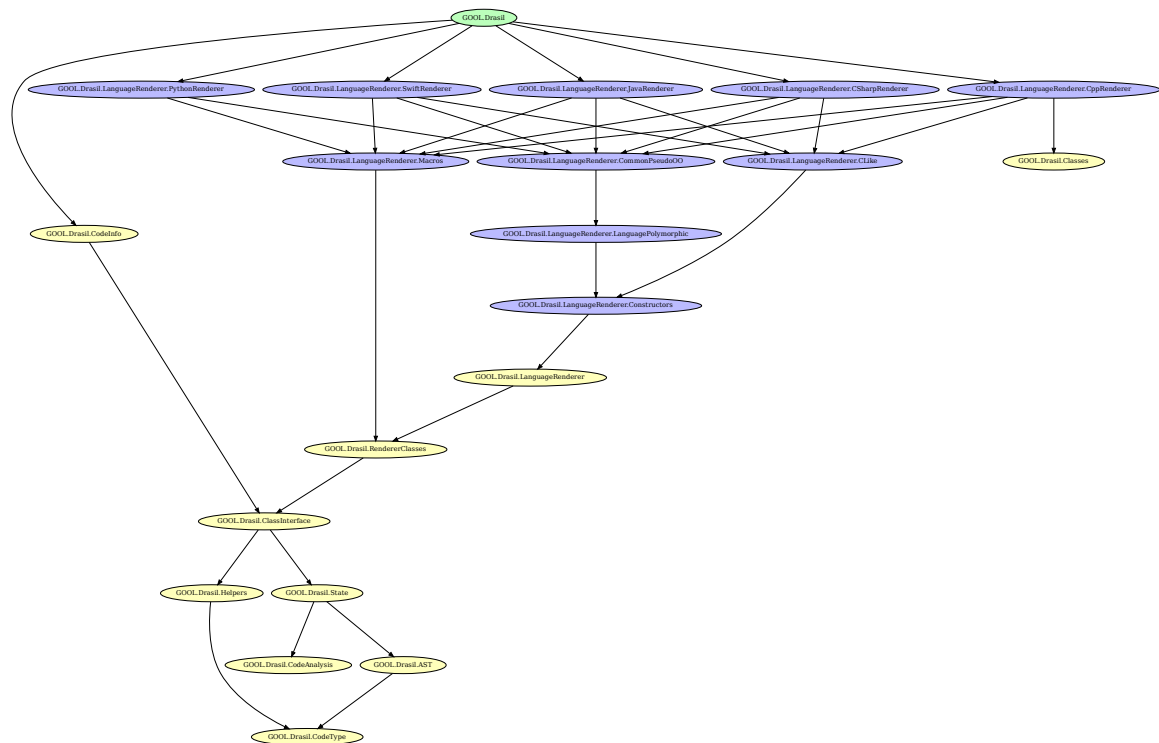 GOOL.Drasil
GOOL.Drasil.LanguageRenderer.PythonRenderer
GOOL.Drasil.LanguageRenderer.SwiftRenderer
GOOL.Drasil.LanguageRenderer.JavaRenderer
GOOL.Drasil.LanguageRenderer.CSharpRenderer
GOOL.Drasil.LanguageRenderer.CppRenderer
GOOL.Drasil.LanguageRenderer.Macros
GOOL.Drasil.LanguageRenderer.CommonPseudoOO
GOOL.Drasil.LanguageRenderer.CLike
GOOL.Drasil.Classes
GOOL.Drasil.CodeInfo
GOOL.Drasil.LanguageRenderer.LanguagePolymorphic
GOOL.Drasil.LanguageRenderer.Constructors
GOOL.Drasil.LanguageRenderer
GOOL.Drasil.RendererClasses
GOOL.Drasil.ClassInterface
GOOL.Drasil.Helpers
GOOL.Drasil.State
GOOL.Drasil.CodeAnalysis
GOOL.Drasil.AST
GOOL.Drasil.CodeType